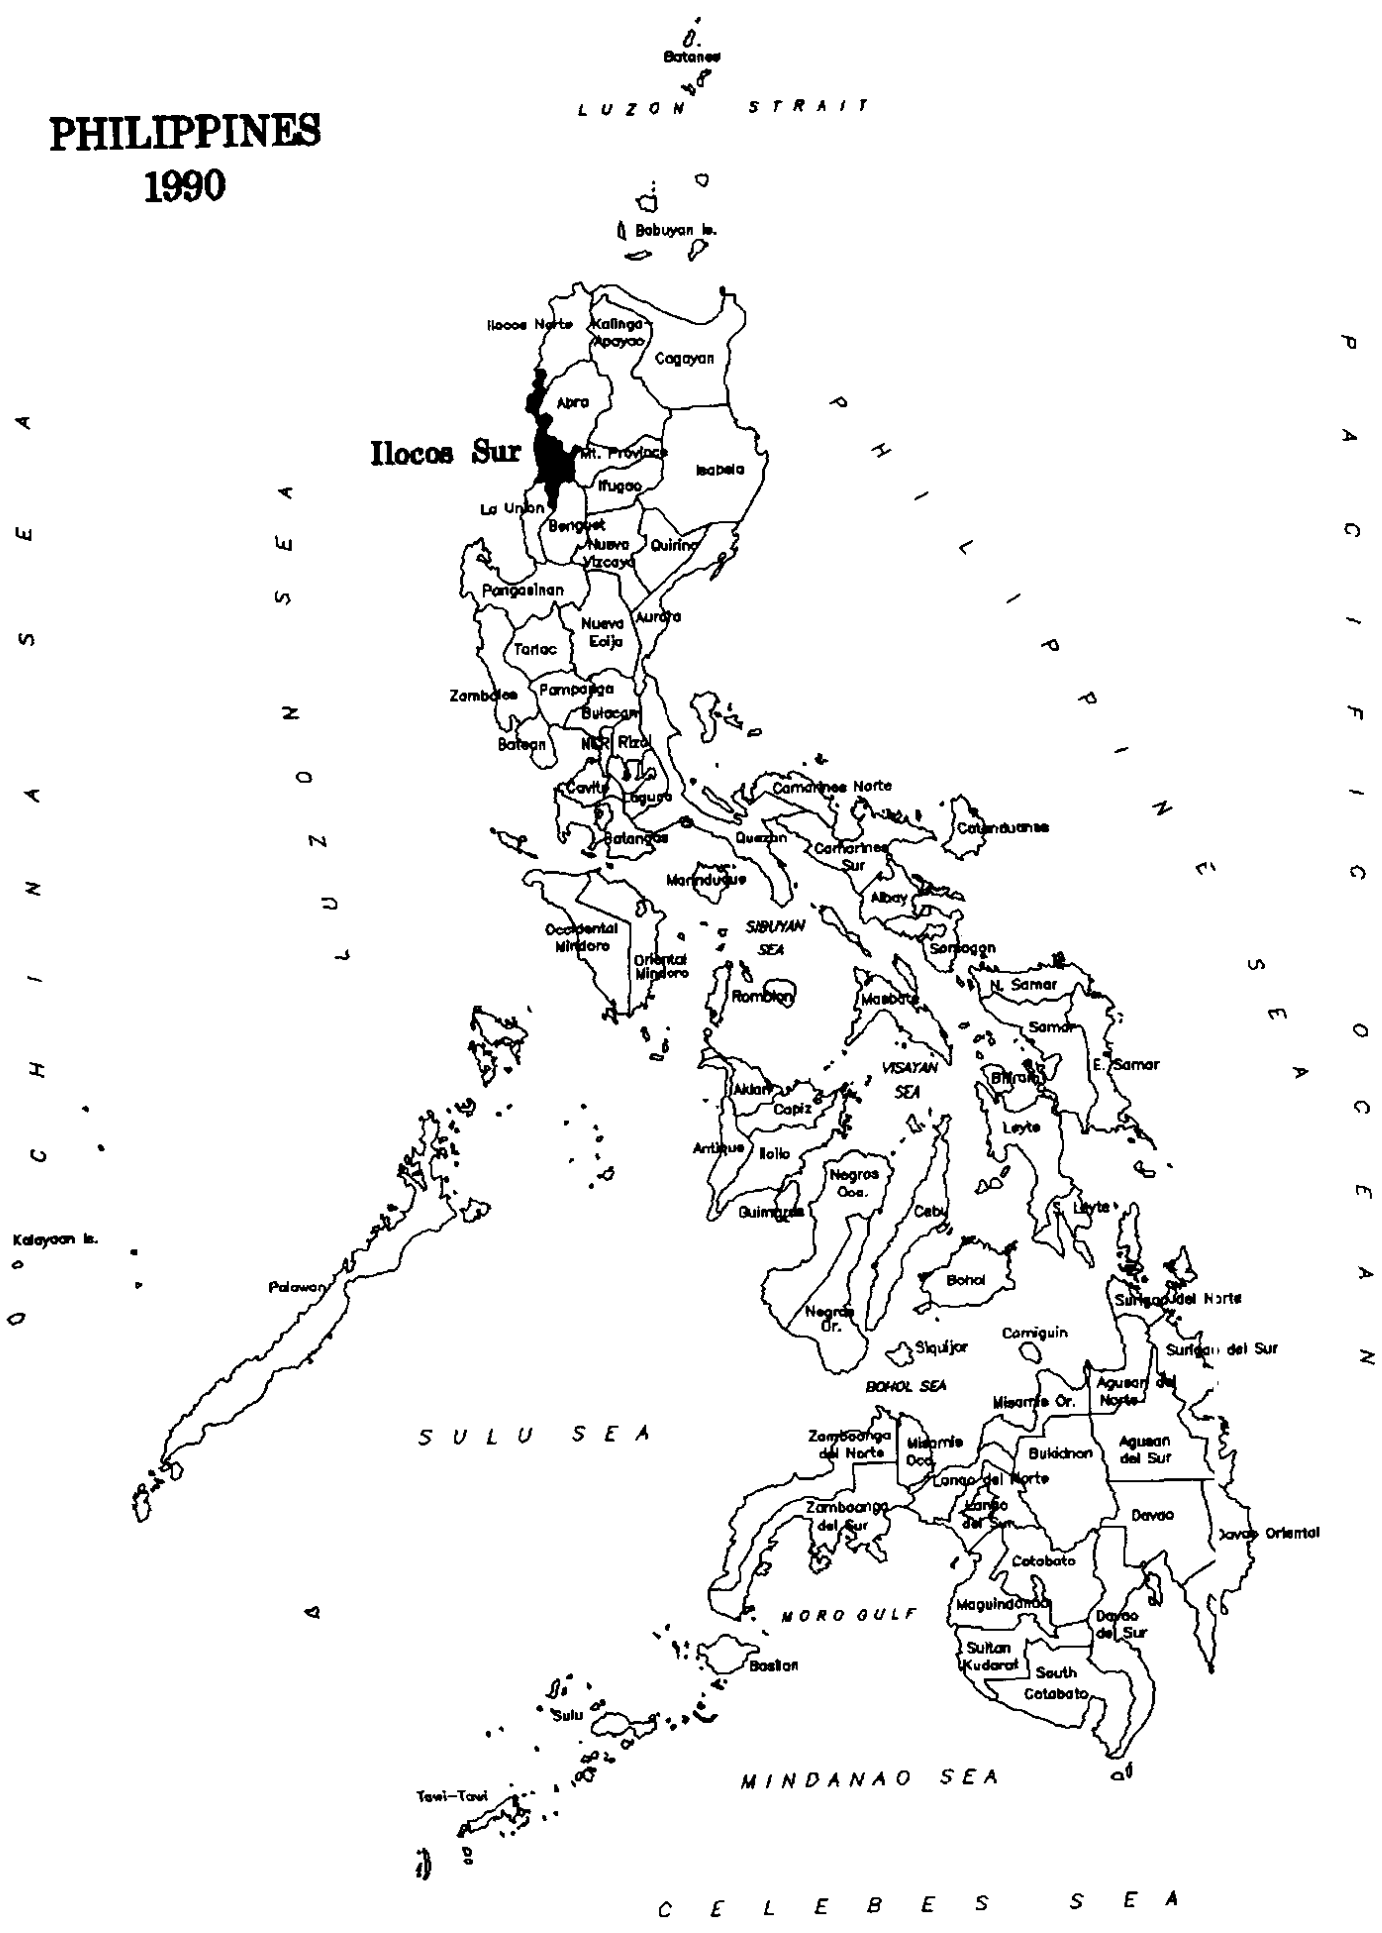 Batanes
LUZON STRAIT
PHILIPPINES
1990
Babuyan Is.
Ilocos Norte
Kalinga-
Apayao
Cagayan
Abra
Ilocos Sur
Mt. Province
Isabela
Ifugao
La Union
Benguet
Nueva
Vizcaya
Quirino
Pangasinan
Aurora
Nueva
Ecija
Tarlac
Zambales
Pampanga
Bulacan
Bataan
NCR
Rizal
Cavite
Laguna
Camarines Norte
Catanduanes
Batangas
Quezon
Camarines
Sur
Marinduque
Albay
SIBUYAN
SEA
Occidental
Mindoro
Oriental
Mindoro
Sorsogon
Romblon
Masbate
N. Samar
Samar
E. Samar
VISAYAN
SEA
Biliran
Aklan
Capiz
Leyte
Antique
Iloilo
Negros
Occ.
Guimaras
Cebu
S. Leyte
Kalayaan Is.
Palawan
Bohol
Surigao del Norte
Negros
Or.
Siquijor
Camiguin
Surigao del Sur
BOHOL SEA
Agusan del
Norte
Misamis Or.
SULU SEA
Zamboanga
del Norte
Misamis
Occ.
Bukidnon
Agusan
del Sur
Lanao del Norte
Lanao
del Sur
Zamboanga
del Sur
Davao
Davao Oriental
Cotabato
Maguindanao
MORO GULF
Davao
del Sur
Sultan
Kudarat
South
Cotabato
Basilan
Sulu
MINDANAO SEA
Tawi-Tawi
CELEBES SEA
CHINA SEA
LUZON SEA
PHILIPPINE SEA
PACIFIC OCEAN